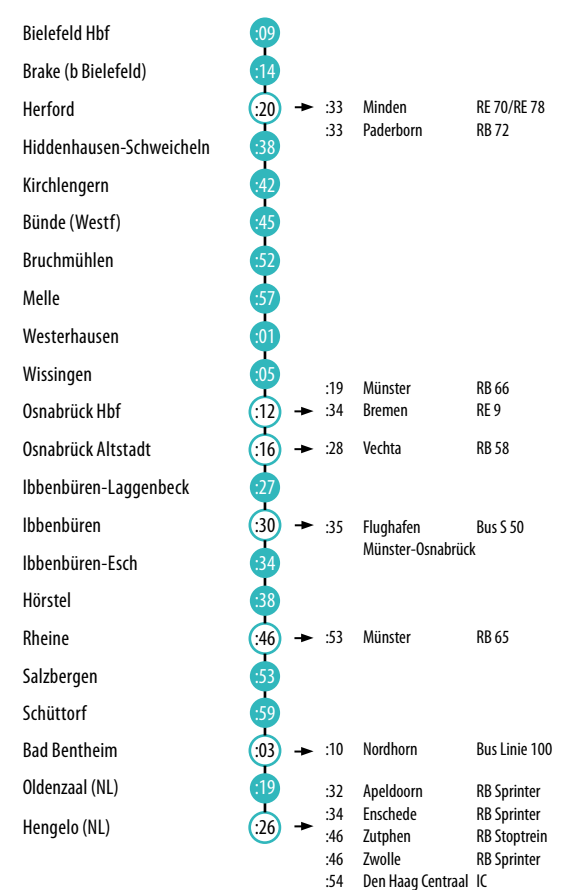 Bielefeld Hbf :09
Brake (b Bielefeld) :14
Herford :20 :33 Minden RE 70/RE 78
:33 Paderborn RB 72
Hiddenhausen-Schweicheln :38
Kirchlengern :42
Bünde (Westf) :45
Bruchmühlen :52
Melle :57
Westerhausen :01
Wissingen :05
:19 Münster RB 66
Osnabrück Hbf :12 :34 Bremen RE 9
Osnabrück Altstadt :16 :28 Vechta RB 58
Ibbenbüren-Laggenbeck :27
Ibbenbüren :30 :35 Flughafen Bus S 50
Münster-Osnabrück
Ibbenbüren-Esch :34
Hörstel :38
Rheine :46 :53 Münster RB 65
Salzbergen :53
Schüttorf :59
Bad Bentheim :03 :10 Nordhorn Bus Linie 100
Oldenzaal (NL) :19
:32 Apeldoorn RB Sprinter
:34 Enschede RB Sprinter
Hengelo (NL) :26 :46 Zutphen RB Stoptrein
:46 Zwolle RB Sprinter
:54 Den Haag Centraal IC